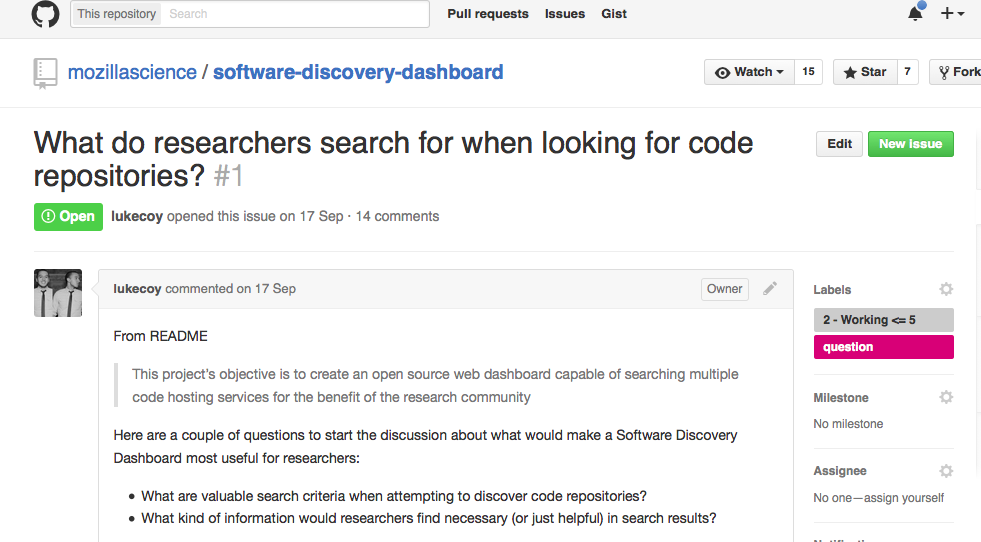 This repository Search Pull requests Issues Gist
mozillascience / software-discovery-dashboard Watch 15 Star 7 Fork
What do researchers search for when looking for code
repositories? #1
Edit New issue
Open lukecoy opened this issue on 17 Sep · 14 comments
lukecoy commented on 17 Sep Owner
From README
This project's objective is to create an open source web dashboard capable of searching multiple
code hosting services for the benefit of the research community
Here are a couple of questions to start the discussion about what would make a Software Discovery
Dashboard most useful for researchers:
• What are valuable search criteria when attempting to discover code repositories?
• What kind of information would researchers find necessary (or just helpful) in search results?
Labels
2 - Working <= 5
question
Milestone
No milestone
Assignee
No one—assign yourself